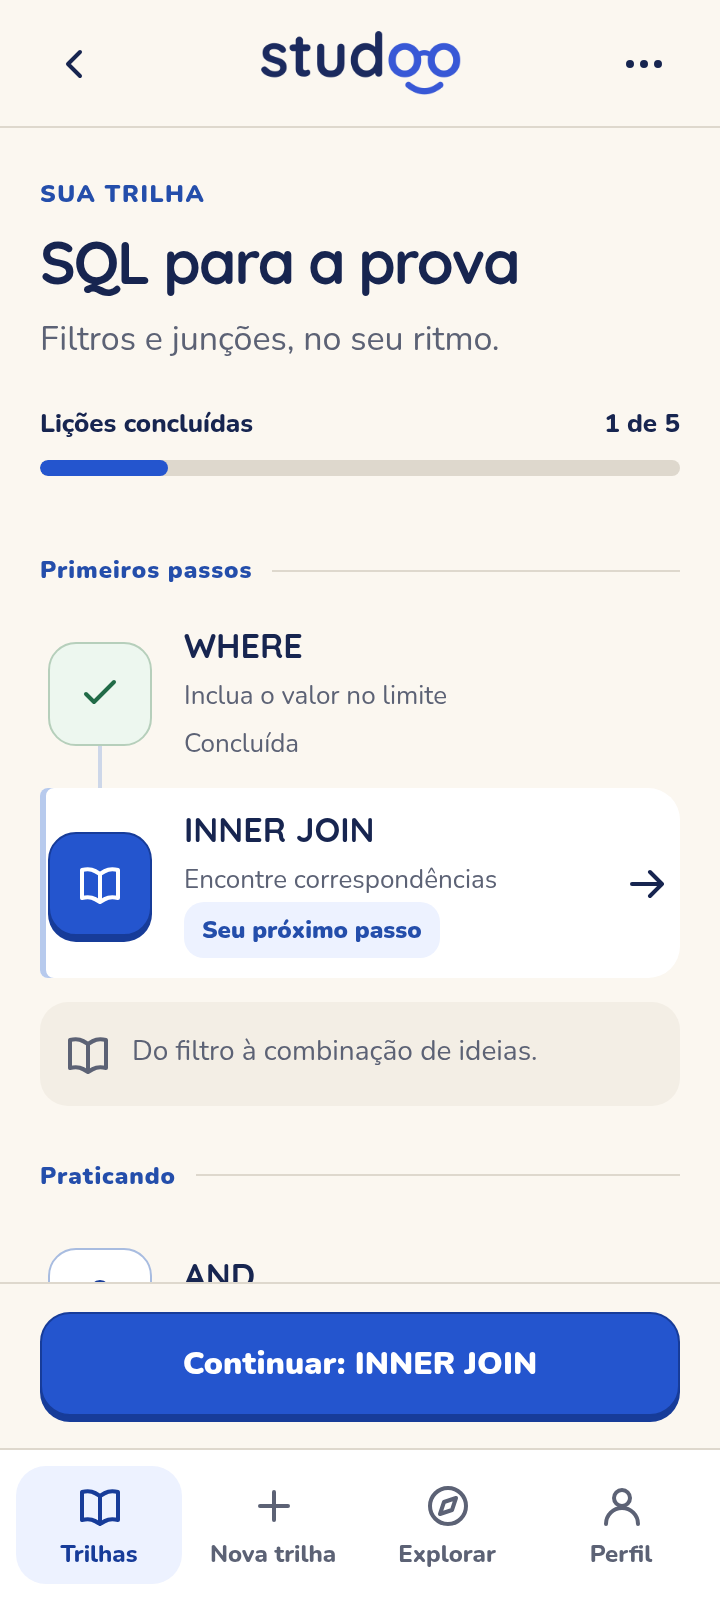 studoo
SUA TRILHA
SQL para a prova
Filtros e junções, no seu ritmo.
Lições concluídas
1 de 5
Primeiros passos
WHERE
Inclua o valor no limite
Concluída
INNER JOIN
Encontre correspondências
Seu próximo passo
Do filtro à combinação de ideias.
Praticando
AND
Continuar: INNER JOIN
Trilhas
Nova trilha
Explorar
Perfil